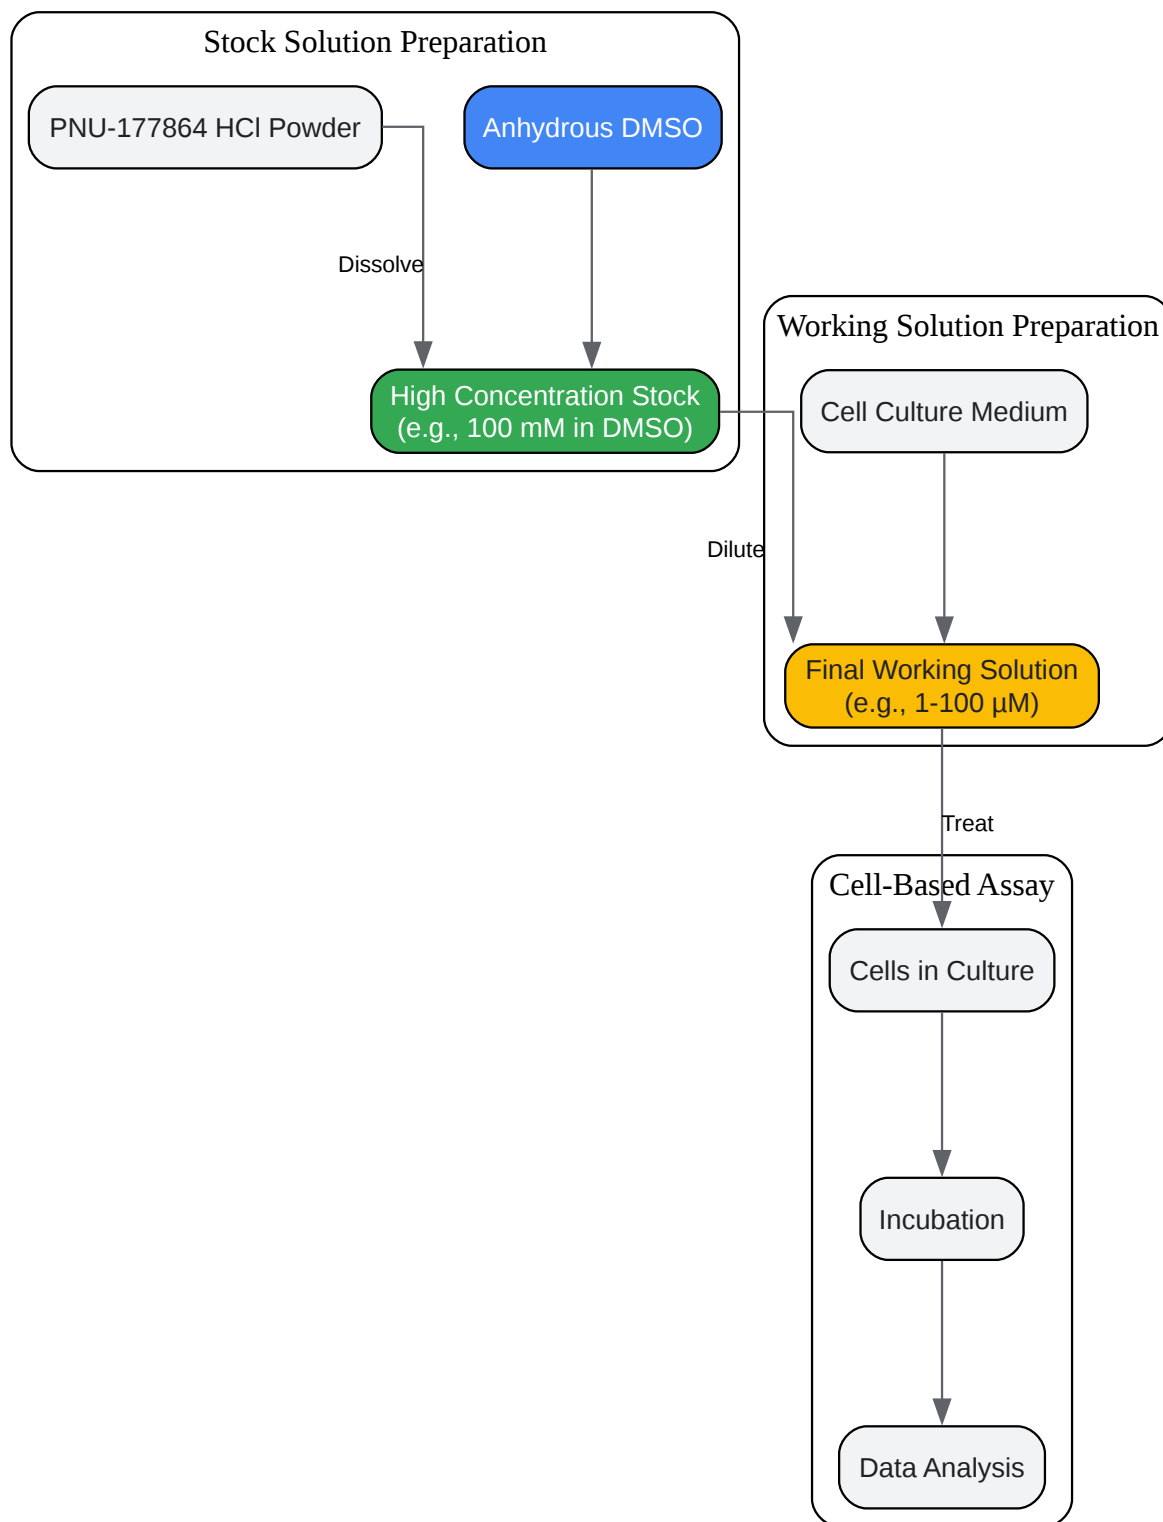 Stock Solution Preparation
PNU-177864 HCl Powder
Anhydrous DMSO
Dissolve
High Concentration Stock
(e.g., 100 mM in DMSO)
Working Solution Preparation
Cell Culture Medium
Dilute
Final Working Solution
(e.g., 1-100 µM)
Treat
Cell-Based Assay
Cells in Culture
Incubation
Data Analysis